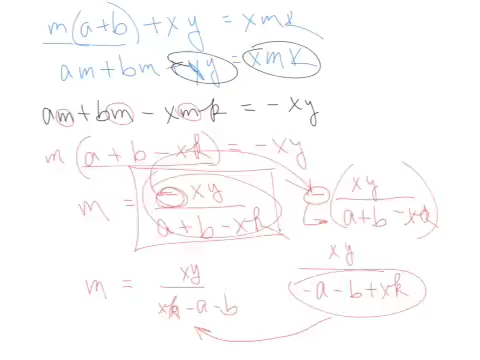 m(a+b)+xy = xmk
am+bm+xy = xmk
am+bm-xmk = -xy
m(a+b-xk) = -xy
m = -xy/(a+b-xk) -(xy/(a+b-xk))
m = xy/(xk-a-b) xy/(-a-b+xk)